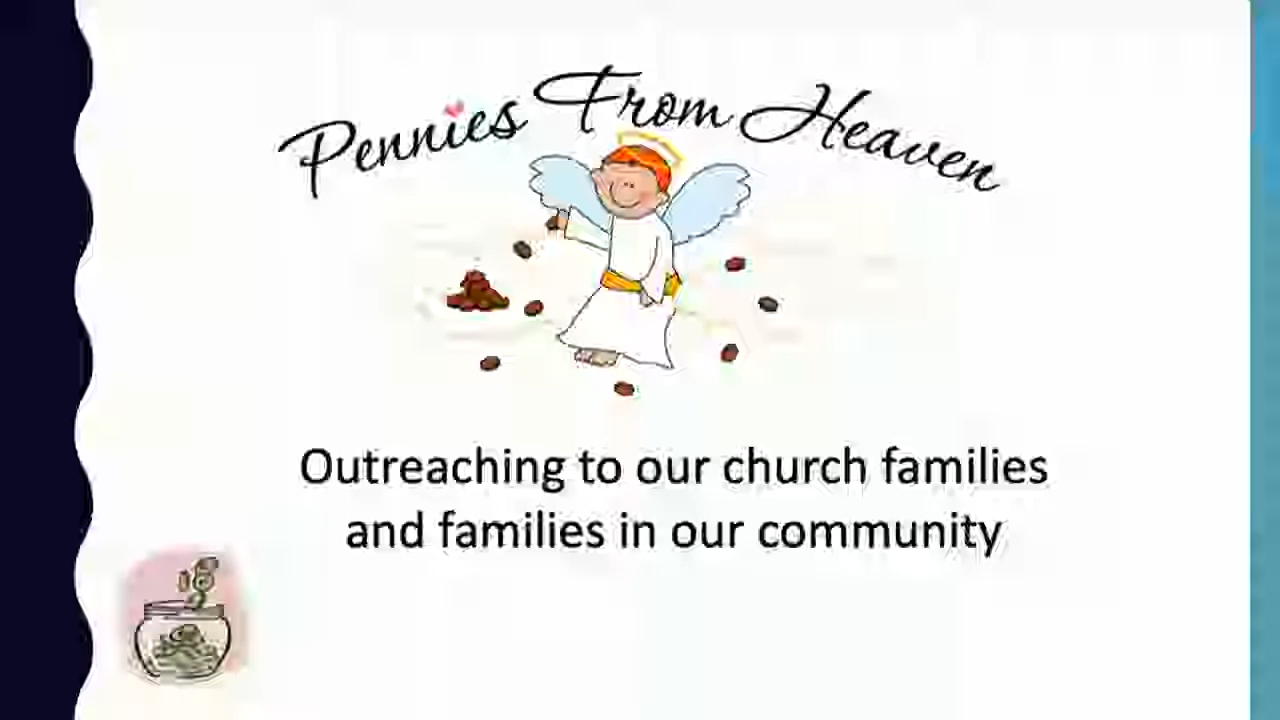 Pennies From Heaven
Outreaching to our church families
and families in our community